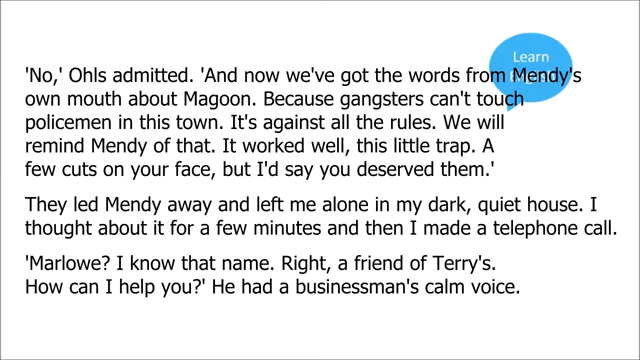 Learn
'No,' Ohls admitted. 'And now we've got the words from Mendy's
own mouth about Magoon. Because gangsters can't touch
policemen in this town. It's against all the rules. We will
remind Mendy of that. It worked well, this little trap. A
few cuts on your face, but I'd say you deserved them.'
They led Mendy away and left me alone in my dark, quiet house. I
thought about it for a few minutes and then I made a telephone call.
'Marlowe? I know that name. Right, a friend of Terry's.
How can I help you?' He had a businessman's calm voice.